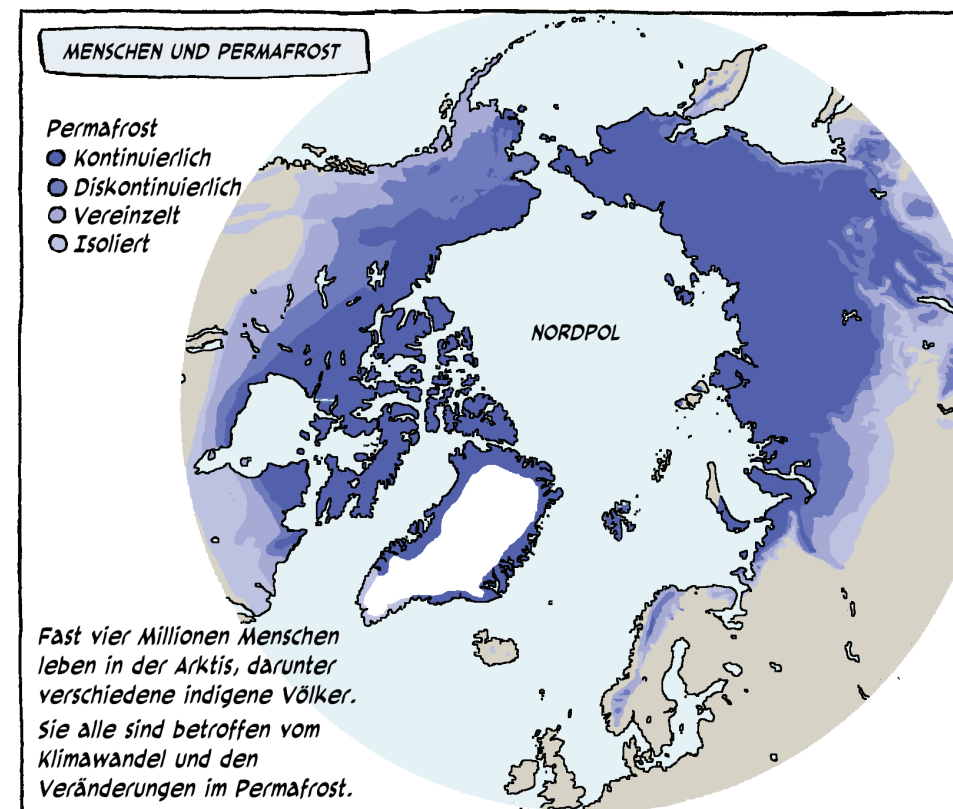 MENSCHEN UND PERMAFROST
Permafrost
Kontinuierlich
Diskontinuierlich
Vereinzelt
Isoliert
NORDPOL
Fast vier Millionen Menschen
leben in der Arktis, darunter
verschiedene indigene Völker.
Sie alle sind betroffen vom
Klimawandel und den
Veränderungen im Permafrost.